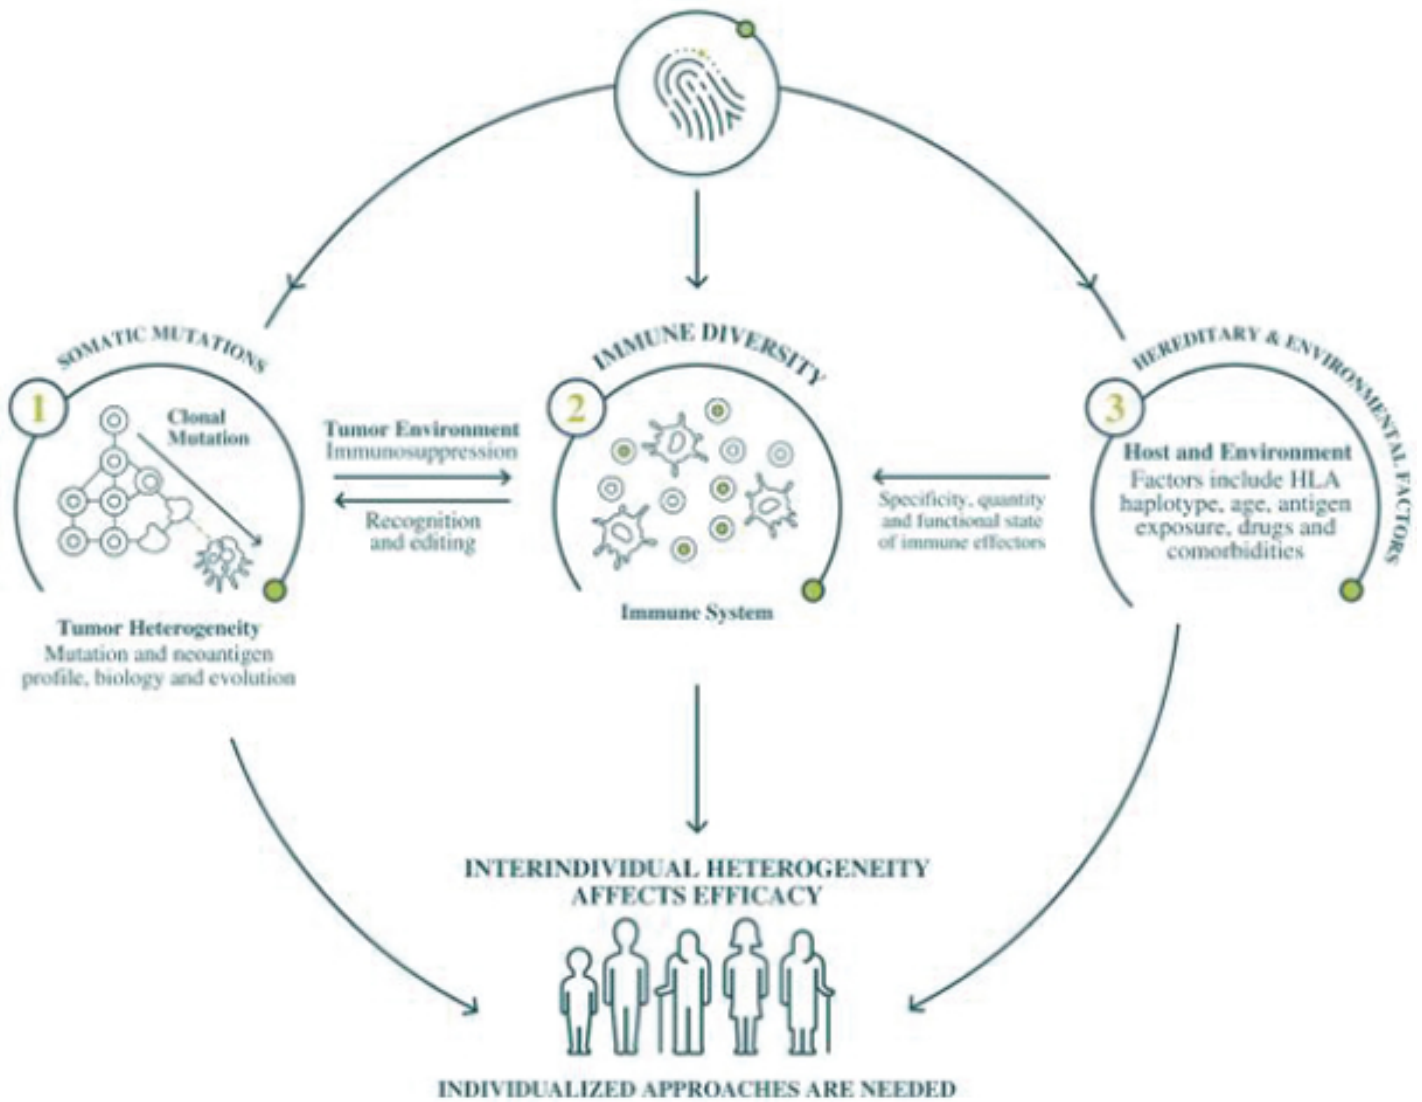 SOMATIC MUTATIONS
1
Clonal
Mutation
Tumor Heterogeneity
Mutation and neoantigen
profile, biology and evolution
Tumor Environment
Immunosuppression
Recognition
and editing
IMMUNE DIVERSITY
2
Immune System
Specificity, quantity
and functional state
of immune effectors
HEREDITARY & ENVIRONMENTAL FACTORS
3
Host and Environment
Factors include HLA
haplotype, age, antigen
exposure, drugs and
comorbidities
INTERINDIVIDUAL HETEROGENEITY
AFFECTS EFFICACY
INDIVIDUALIZED APPROACHES ARE NEEDED